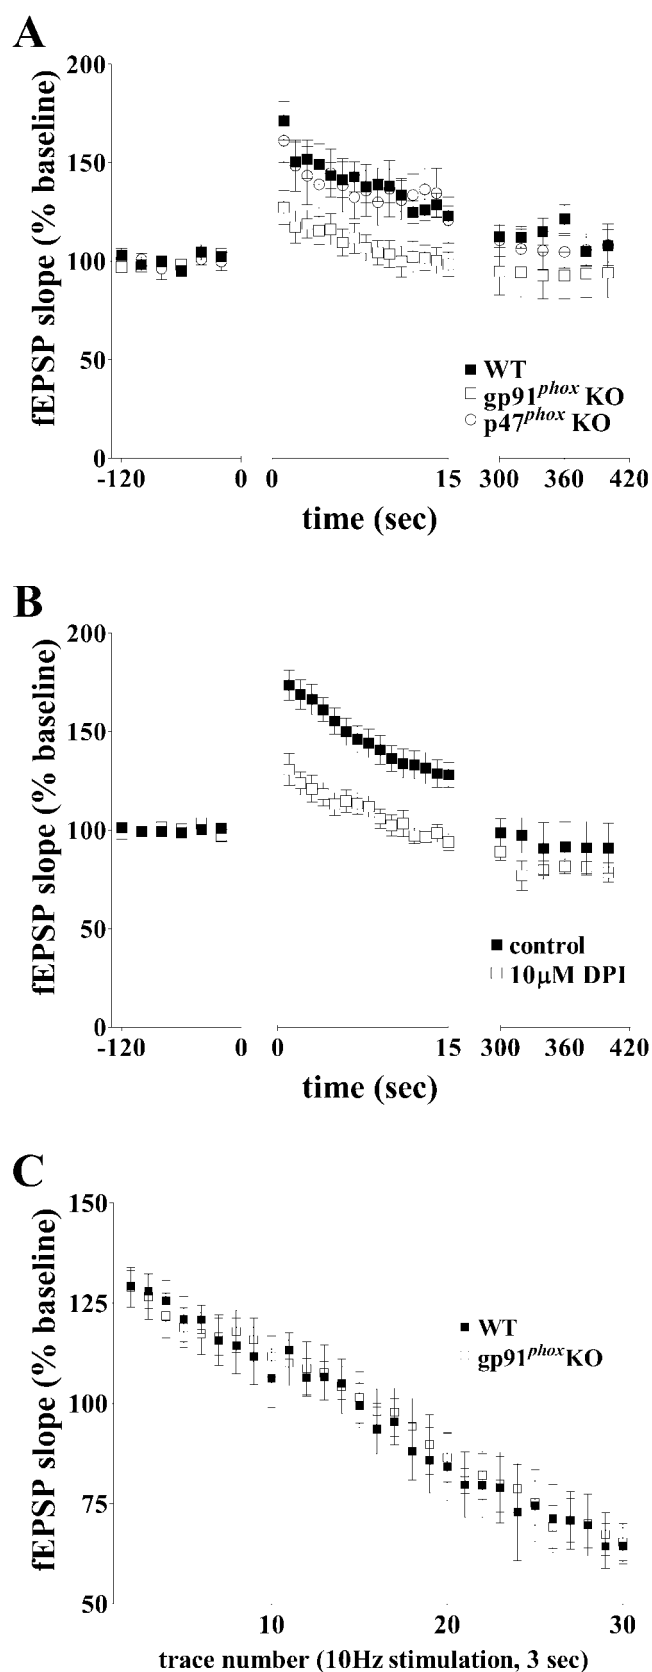 A
fEPSP slope (% baseline)
200
150
100
50
0
WT
gp91phox KO
p47phox KO
-120 0 0 15 300 360 420
time (sec)
B
fEPSP slope (% baseline)
200
150
100
50
0
control
10μM DPI
-120 0 0 15 300 360 420
time (sec)
C
fEPSP slope (% baseline)
150
125
100
75
50
WT
gp91phox KO
10 20 30
trace number (10Hz stimulation, 3 sec)